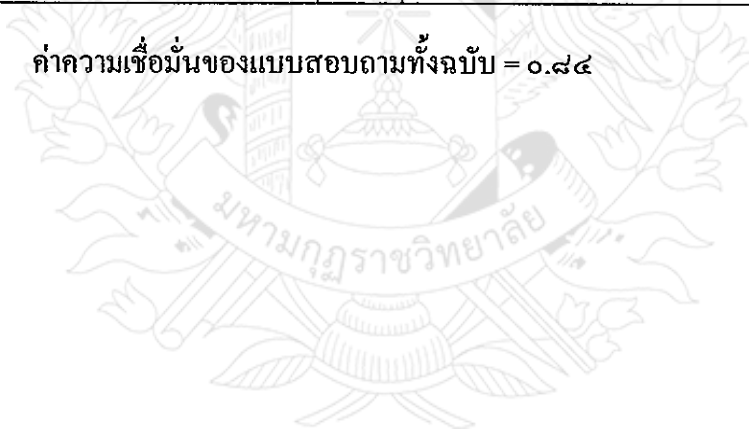 ค่าความเชื่อมั่นของแบบสอบถามทั้งฉบับ = ๐.๘๔
มหามกุฏราชวิทยาลัย